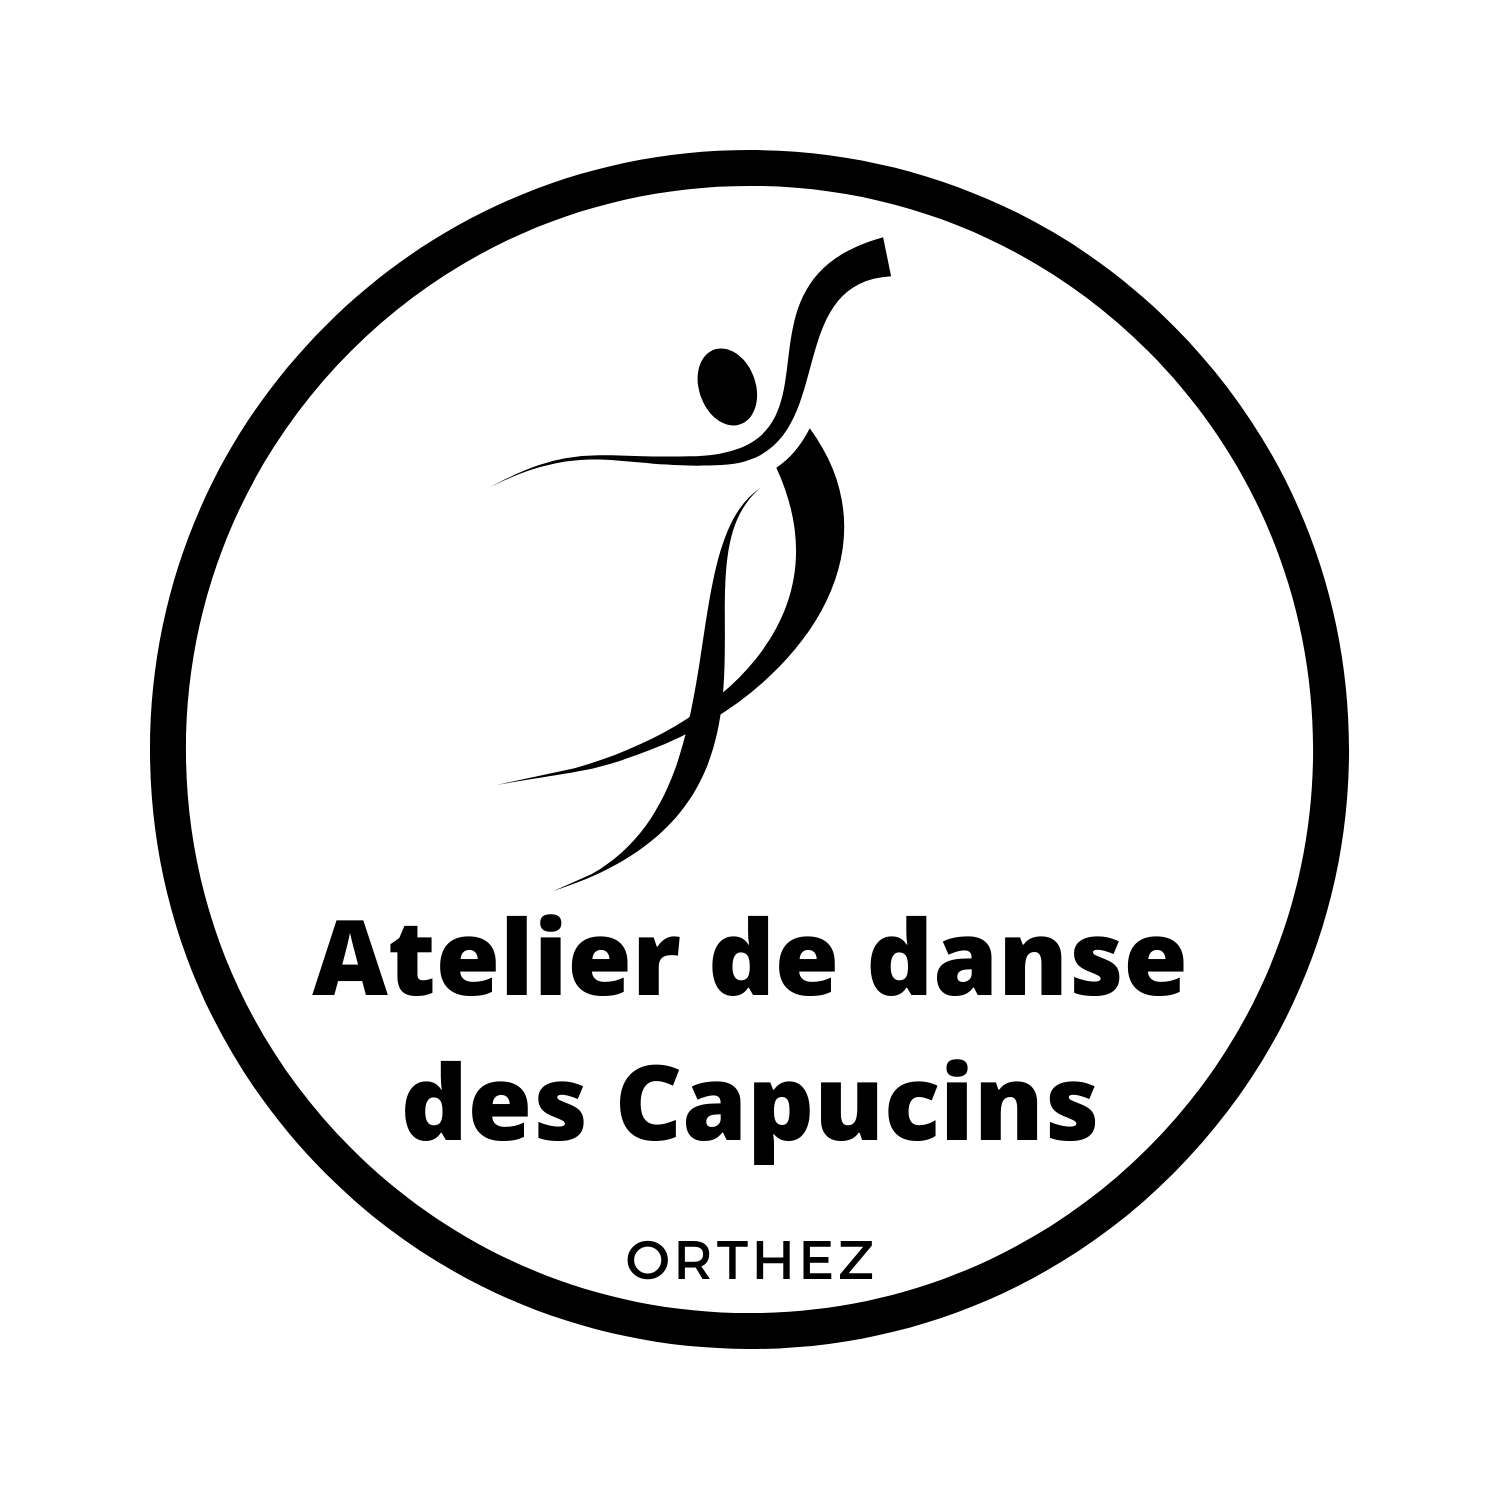 Atelier de danse
des Capucins
ORTHEZ